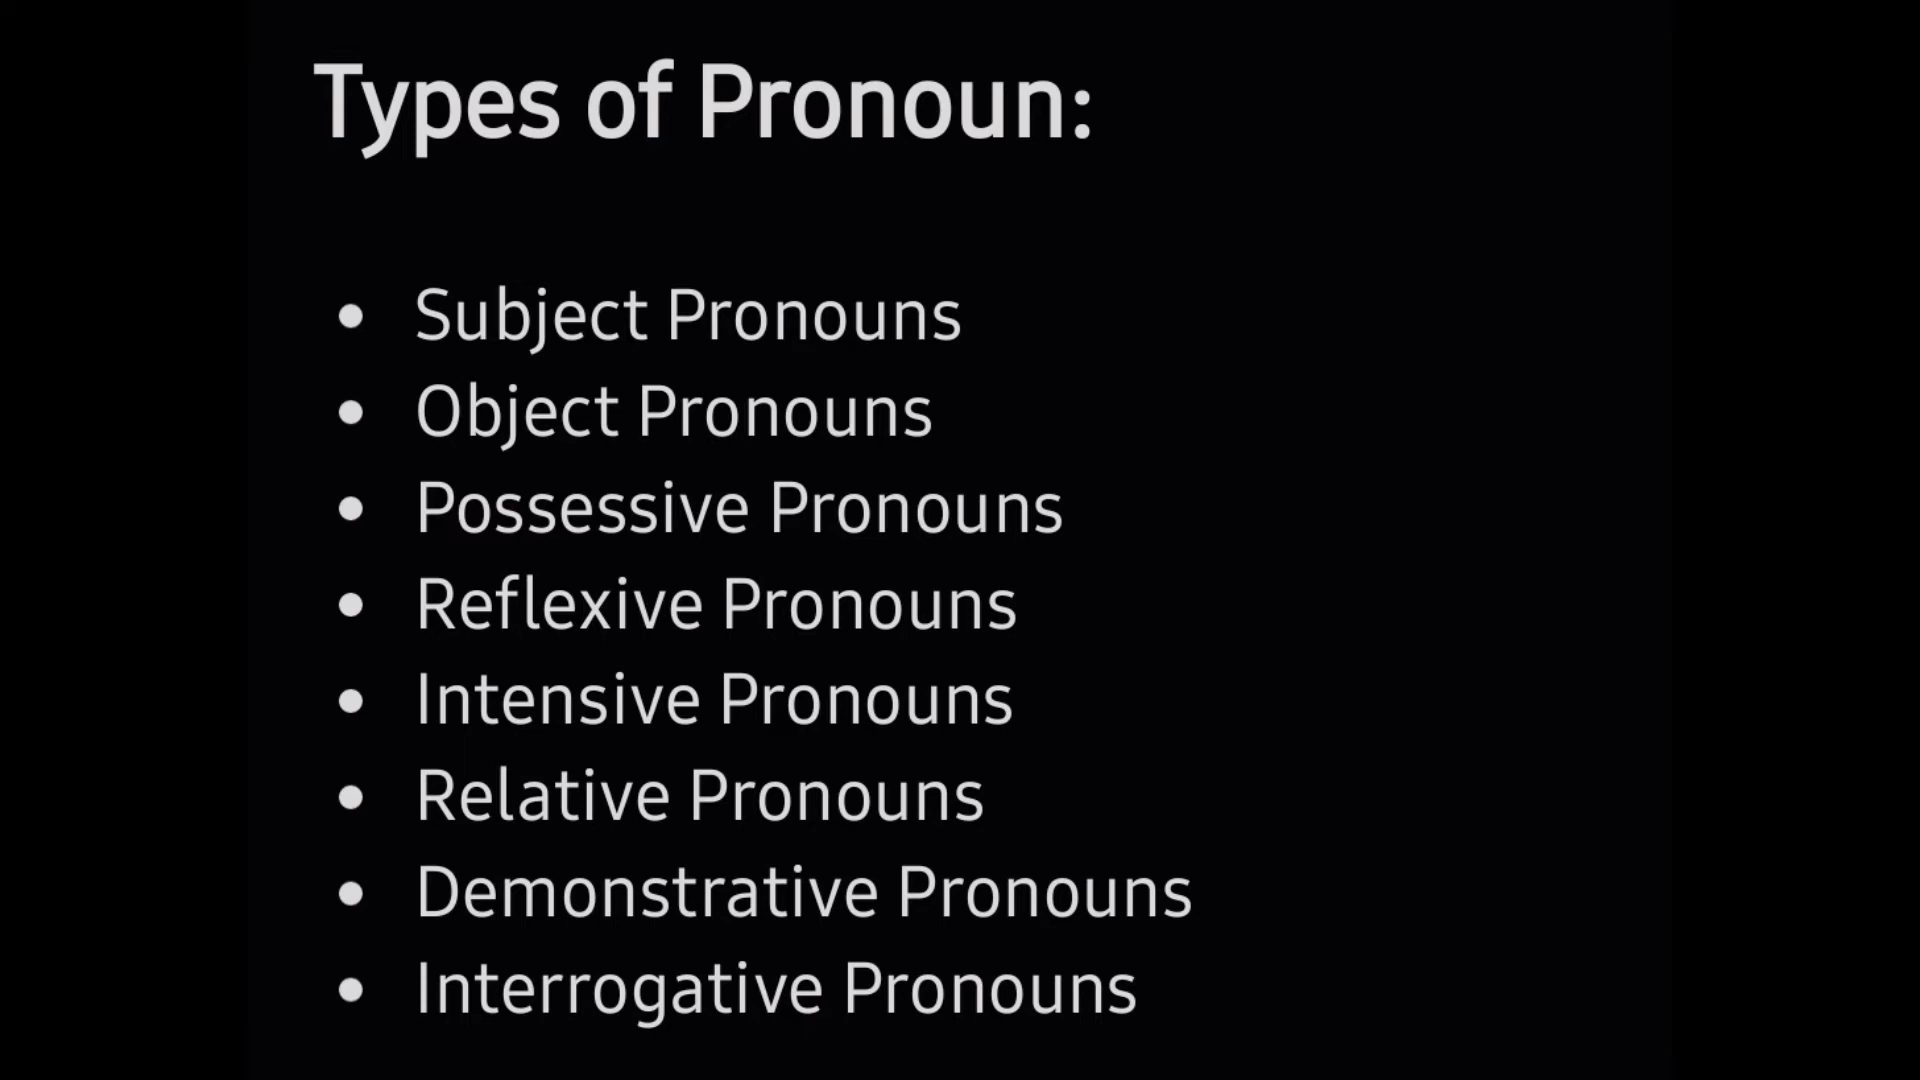 Types of Pronoun:
• Subject Pronouns
• Object Pronouns
• Possessive Pronouns
• Reflexive Pronouns
• Intensive Pronouns
• Relative Pronouns
• Demonstrative Pronouns
• Interrogative Pronouns